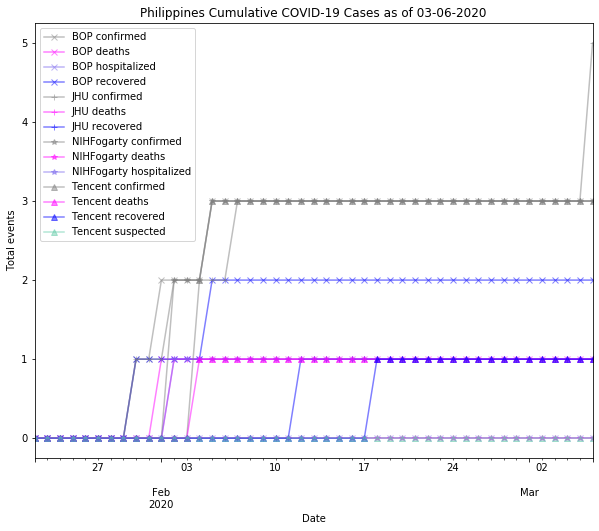 Philippines Cumulative COVID-19 Cases as of 03-06-2020
BOP confirmed
BOP deaths
BOP hospitalized
BOP recovered
JHU confirmed
JHU deaths
JHU recovered
NIHFogarty confirmed
NIHFogarty deaths
NIHFogarty hospitalized
Tencent confirmed
Tencent deaths
Tencent recovered
Tencent suspected
Total events
5
4
3
2
1
0
27 03 10 17 24 02
Feb Mar
2020
Date